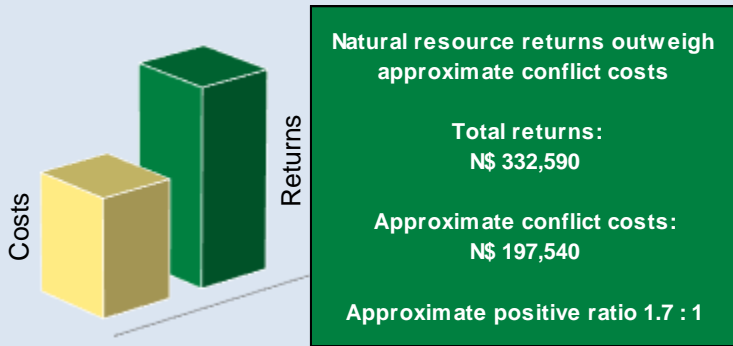 Costs
Returns
Natural resource returns outweigh
approximate conflict costs
Total returns:
N$ 332,590
Approximate conflict costs:
N$ 197,540
Approximate positive ratio 1.7 : 1